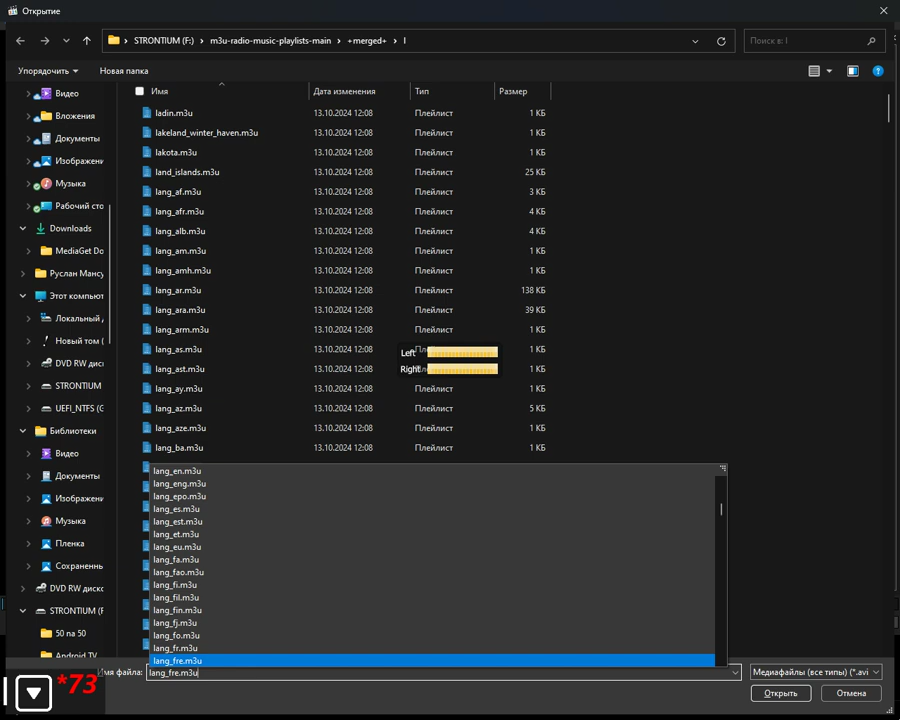 Открытие
STRONTIUM (F:) › m3u-radio-music-playlists-main › +merged+ › l
Поиск в: l
Упорядочить
Новая папка
Имя Дата изменения Тип Размер
Видео
Вложения
Документы
Изображени
Музыка
Рабочий сто
Downloads
MediaGet Do
Руслан Мансу
Этот компьют
Локальный
Новый том (
DVD RW диск
STRONTIUM
UEFI_NTFS (G
Библиотеки
Видео
Документы
Изображени
Музыка
Пленка
Сохраненны
DVD RW диско
STRONTIUM (F
50 na 50
Android TV
ladin.m3u 13.10.2024 12:08 Плейлист 1 КБ
lakeland_winter_haven.m3u 13.10.2024 12:08 Плейлист 1 КБ
lakota.m3u 13.10.2024 12:08 Плейлист 1 КБ
land_islands.m3u 13.10.2024 12:08 Плейлист 25 КБ
lang_af.m3u 13.10.2024 12:08 Плейлист 3 КБ
lang_afr.m3u 13.10.2024 12:08 Плейлист 4 КБ
lang_alb.m3u 13.10.2024 12:08 Плейлист 4 КБ
lang_am.m3u 13.10.2024 12:08 Плейлист 1 КБ
lang_amh.m3u 13.10.2024 12:08 Плейлист 1 КБ
lang_ar.m3u 13.10.2024 12:08 Плейлист 138 КБ
lang_ara.m3u 13.10.2024 12:08 Плейлист 39 КБ
lang_arm.m3u 13.10.2024 12:08 Плейлист 1 КБ
lang_as.m3u 13.10.2024 12:08 Пле 1 КБ
Left
lang_ast.m3u 13.10.2024 12:08 1 КБ
Right
lang_ay.m3u 13.10.2024 12:08 Плейлист 1 КБ
lang_az.m3u 13.10.2024 12:08 Плейлист 5 КБ
lang_aze.m3u 13.10.2024 12:08 Плейлист 1 КБ
lang_ba.m3u 13.10.2024 12:08 Плейлист 1 КБ
lang_en.m3u
lang_eng.m3u
lang_epo.m3u
lang_es.m3u
lang_est.m3u
lang_et.m3u
lang_eu.m3u
lang_fa.m3u
lang_fao.m3u
lang_fi.m3u
lang_fil.m3u
lang_fin.m3u
lang_fj.m3u
lang_fo.m3u
lang_fr.m3u
lang_fre.m3u
Имя файла: lang_fre.m3u
Медиафайлы (все типы) (*.avi
Открыть
Отмена
*73